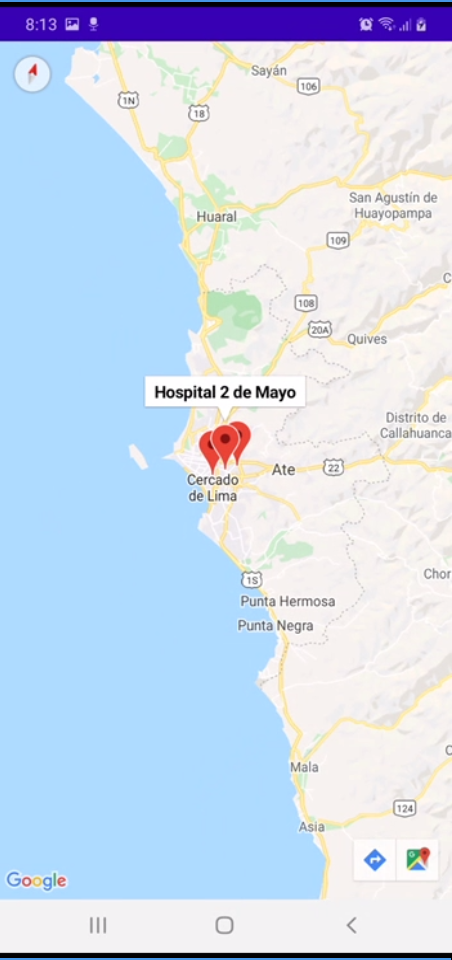 8:13
Sayán
106
1N
18
San Agustín de
Huayopampa
Huaral
109
C
108
20A
Quives
Hospital 2 de Mayo
Distrito de
Callahuanca
Ate
22
Cercado
de Lima
Chor
1S
Punta Hermosa
Punta Negra
C
Mala
124
Asia
G
Google